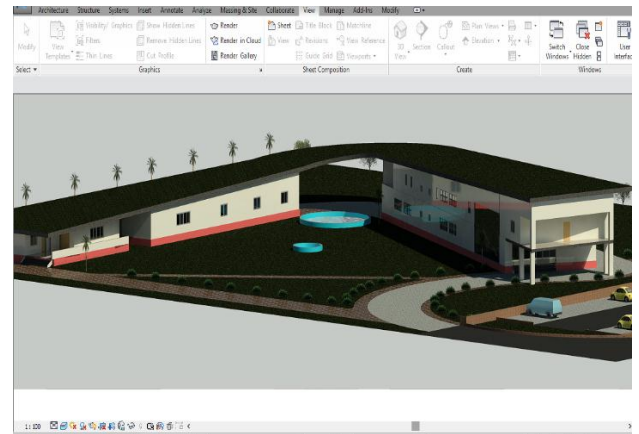 Architecture Structure Systems Insert Annotate Analyze Massing & Site Collaborate View Manage Add-Ins Modify
Visibility/ Graphics Show Hidden Lines Render Sheet Title Block Matchline Plan Views
Filters Remove Hidden Lines Render in Cloud View Revisions View Reference Elevation
Modify View Templates Thin Lines Cut Profile Render Gallery Guide Grid Viewports 3D View Section Callout Switch Windows Close Hidden User Interface
Select Graphics Sheet Composition Create Windows
1 : 100